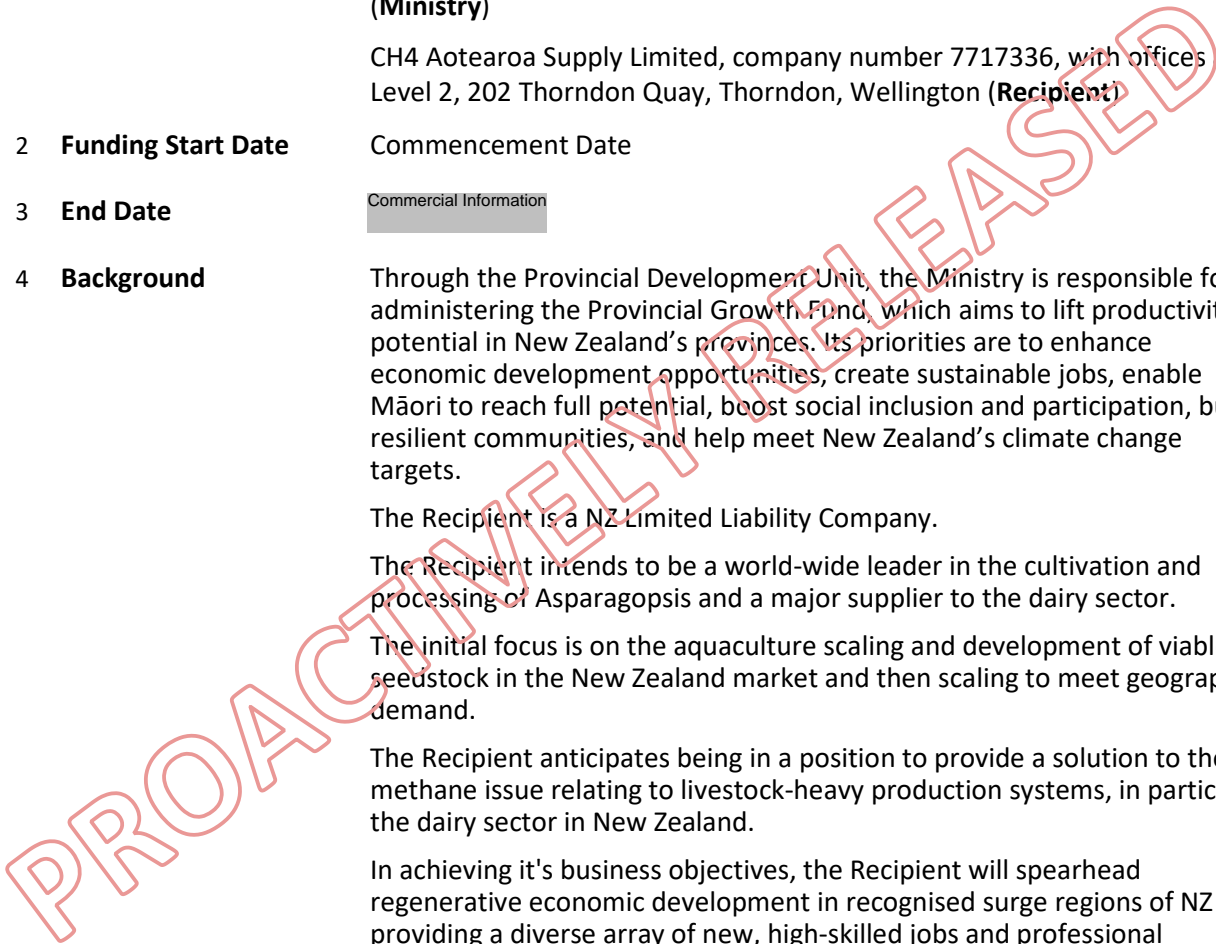 (Ministry)
CH4 Aotearoa Supply Limited, company number 7717336, with offices
Level 2, 202 Thorndon Quay, Thorndon, Wellington (Recipient)
2 Funding Start Date Commencement Date
3 End Date Commercial Information
4 Background Through the Provincial Development Unit, the Ministry is responsible fo
administering the Provincial Growth Fund, which aims to lift productivit
potential in New Zealand’s provinces. Its priorities are to enhance
economic development opportunities, create sustainable jobs, enable
Māori to reach full potential, boost social inclusion and participation, bu
resilient communities, and help meet New Zealand’s climate change
targets.
The Recipient is a NZ Limited Liability Company.
The Recipient intends to be a world-wide leader in the cultivation and
processing of Asparagopsis and a major supplier to the dairy sector.
The initial focus is on the aquaculture scaling and development of viabl
seedstock in the New Zealand market and then scaling to meet geograp
demand.
The Recipient anticipates being in a position to provide a solution to the
methane issue relating to livestock-heavy production systems, in partic
the dairy sector in New Zealand.
In achieving it's business objectives, the Recipient will spearhead
regenerative economic development in recognised surge regions of NZ
providing a diverse array of new, high-skilled jobs and professional
PROACTIVELY RELEASED